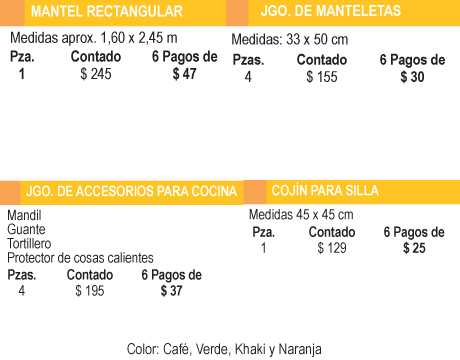 MANTEL RECTANGULAR
Medidas aprox. 1,60 x 2,45 m
Pza. Contado 6 Pagos de
1 $ 245 $ 47
JGO. DE MANTELETAS
Medidas: 33 x 50 cm
Pzas. Contado 6 Pagos de
4 $ 155 $ 30
JGO. DE ACCESORIOS PARA COCINA
Mandil
Guante
Tortillero
Protector de cosas calientes
Pzas. Contado 6 Pagos de
4 $ 195 $ 37
COJÍN PARA SILLA
Medidas 45 x 45 cm
Pza. Contado 6 Pagos de
1 $ 129 $ 25
Color: Café, Verde, Khaki y Naranja